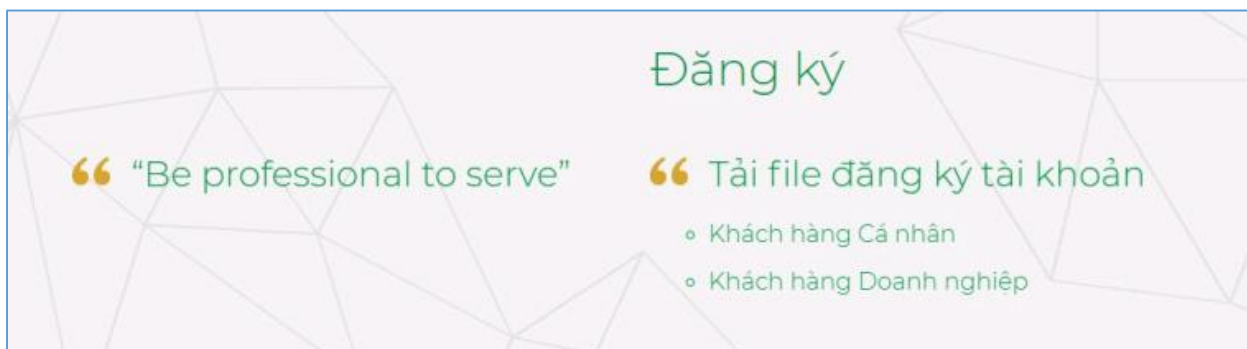 Đăng ký
“Be professional to serve”
Tải file đăng ký tài khoản
Khách hàng Cá nhân
Khách hàng Doanh nghiệp